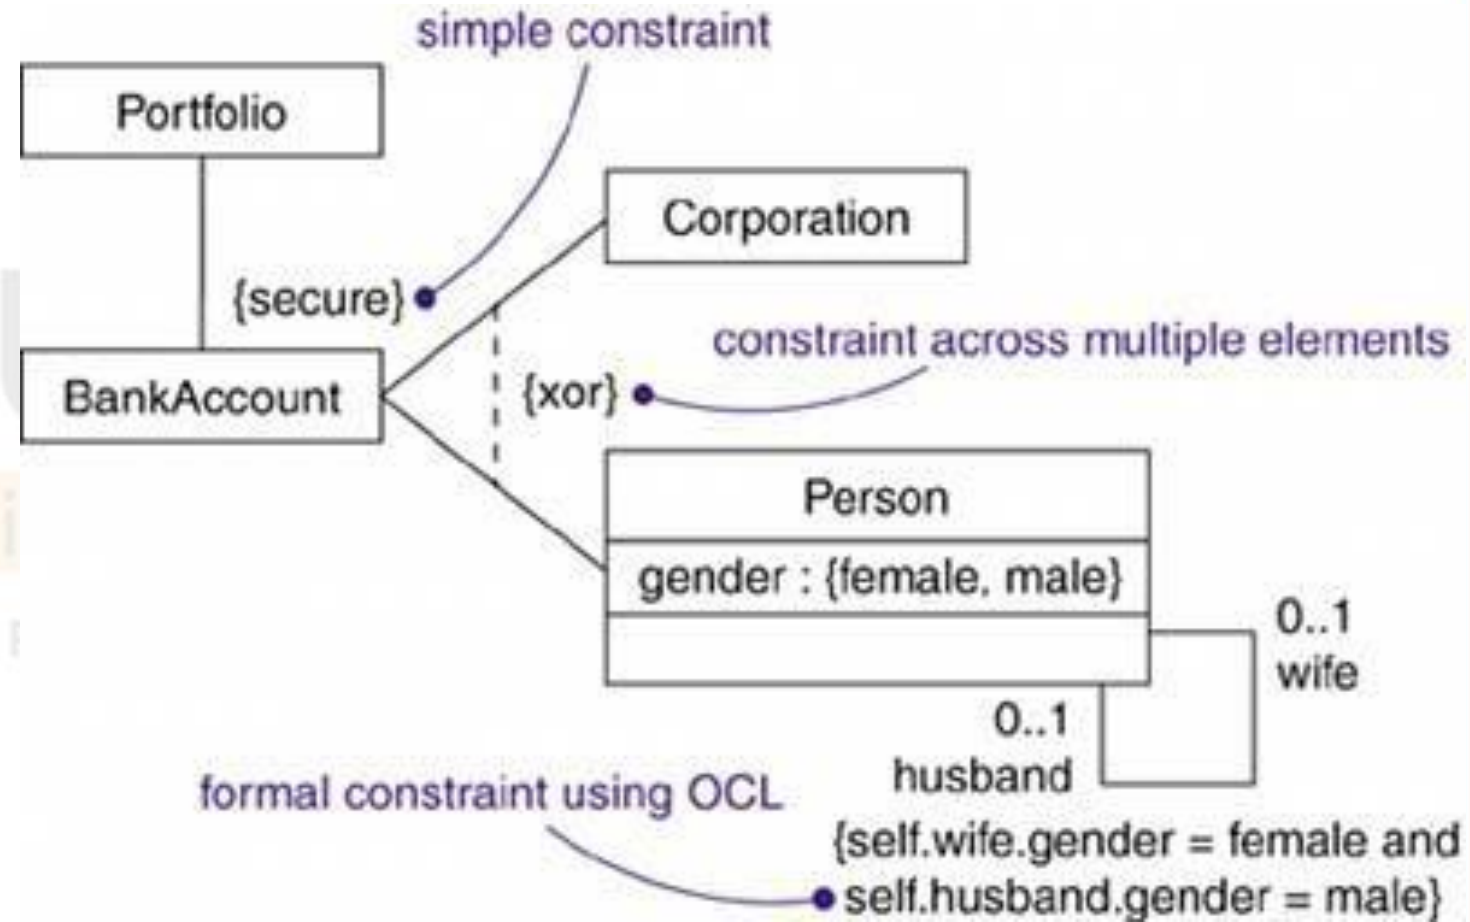 simple constraint
Portfolio
Corporation
{secure}
constraint across multiple elements
BankAccount
{xor}
Person
gender : {female, male}
0..1
wife
0..1
husband
formal constraint using OCL
{self.wife.gender = female and
self.husband.gender = male}